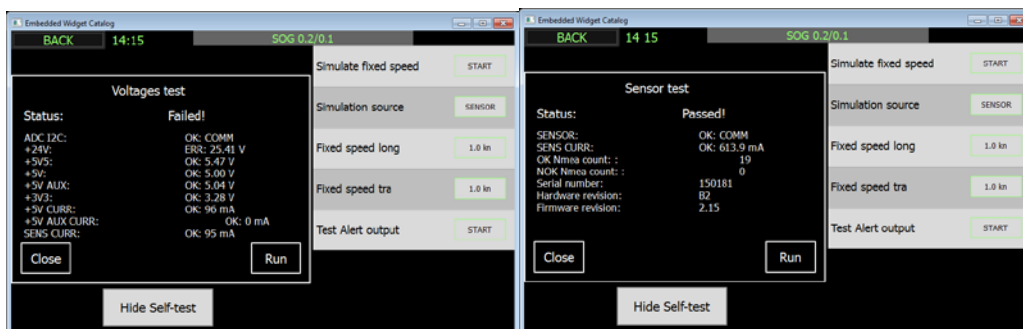 Embedded Widget Catalog
BACK 14:15 SOG 0.2/0.1
Voltages test
Status: Failed!
ADC I2C: OK: COMM
+24V: ERR: 25.41 V
+5V5: OK: 5.47 V
+5V: OK: 5.00 V
+5V AUX: OK: 5.04 V
+3V3: OK: 3.28 V
+5V CURR: OK: 96 mA
+5V AUX CURR: OK: 0 mA
SENS CURR: OK: 95 mA
Close Run
Hide Self-test
Simulate fixed speed START
Simulation source SENSOR
Fixed speed long 1.0 kn
Fixed speed tra 1.0 kn
Test Alert output START
Embedded Widget Catalog
BACK 14 15 SOG 0.2/0.1
Sensor test
Status: Passed!
SENSOR: OK: COMM
SENS CURR: OK: 613.9 mA
OK Nmea count: : 19
NOK Nmea count: : 0
Serial number: 150181
Hardware revision: B2
Firmware revision: 2.15
Close Run
Hide Self-test
Simulate fixed speed START
Simulation source SENSOR
Fixed speed long 1.0 kn
Fixed speed tra 1.0 kn
Test Alert output START